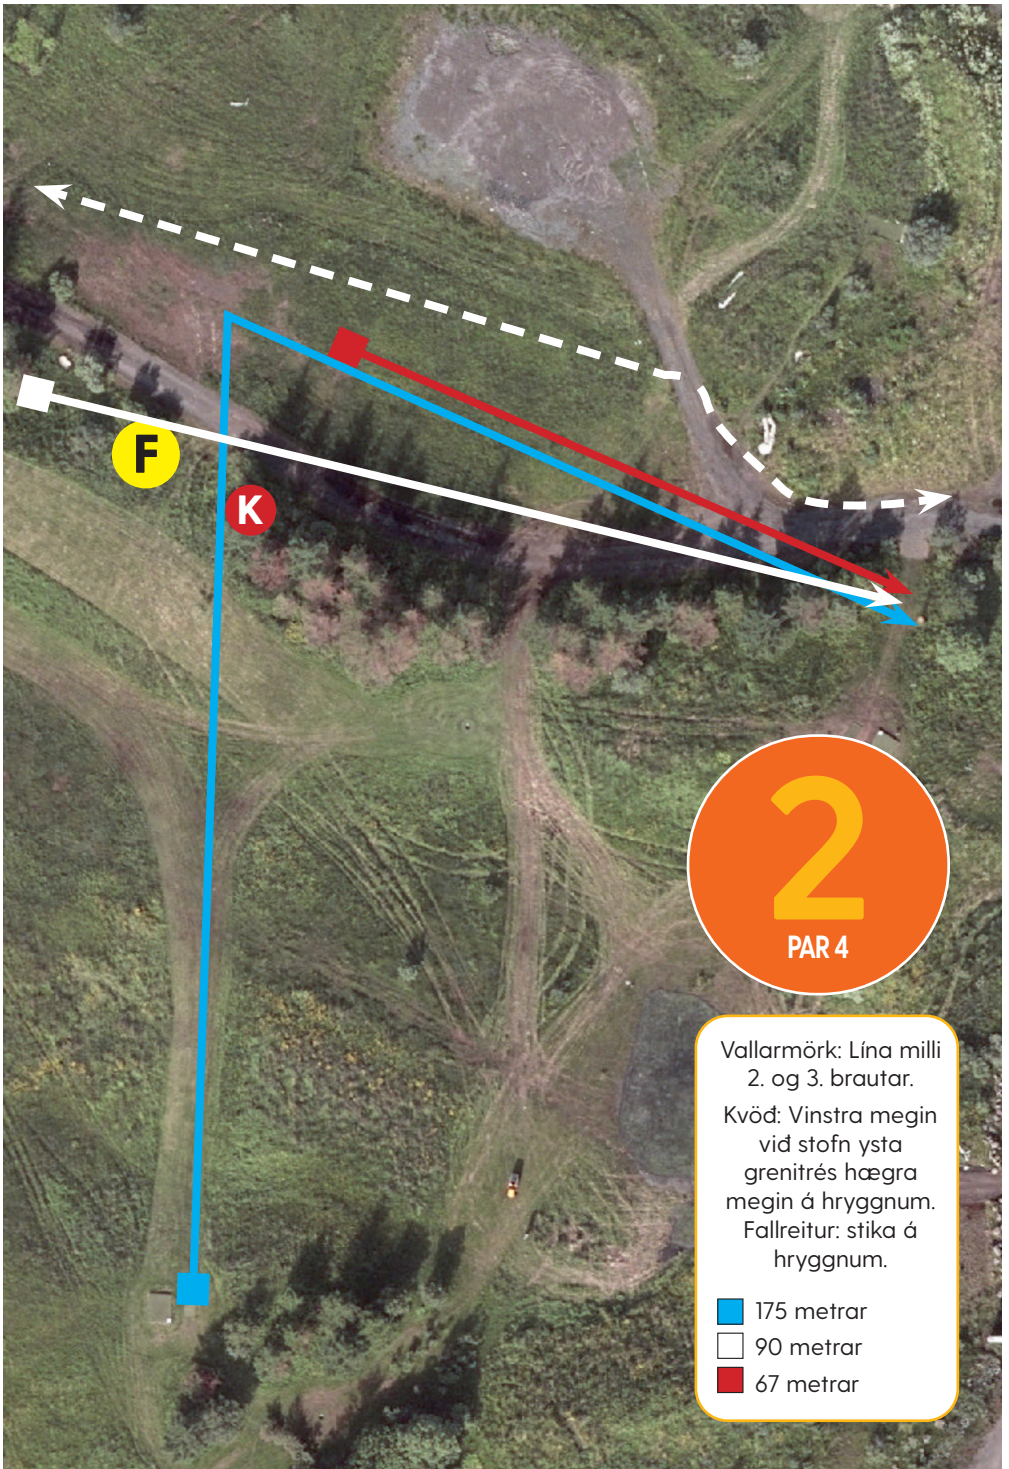 F
K
2
PAR 4
Vallarmörk: Lína milli
2. og 3. brautar.
Kvöð: Vinstra megin
við stofn ysta
grenitrés hægra
megin á hryggnum.
Fallreitur: stika á
hryggnum.
175 metrar
90 metrar
67 metrar